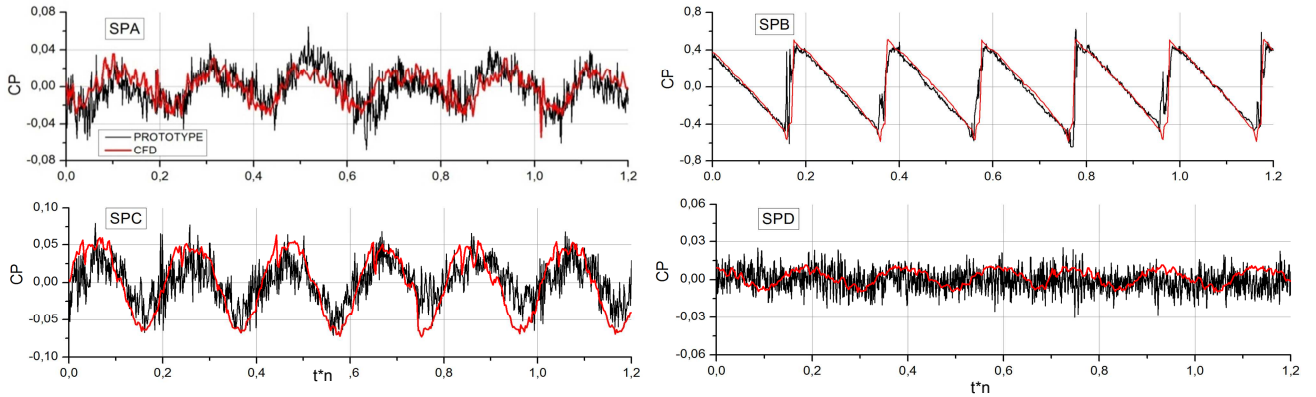 0,08
SPA
0,04
0,00
-0,04
-0,08
CP
PROTOTYPE
CFD
0,0 0,2 0,4 0,6 0,8 1,0 1,2
0,8
SPB
0,4
0,0
-0,4
-0,8
CP
0.0 0.2 0.4 0.6 0.8 1.0 1.2
0,10
SPC
0,05
0,00
-0,05
-0,10
CP
0,0 0,2 0,4 0,6 0,8 1,0 1,2
t*n
0,06
SPD
0,03
0,00
-0,03
-0,06
CP
0,0 0,2 0,4 0,6 0,8 1,0 1,2
t*n